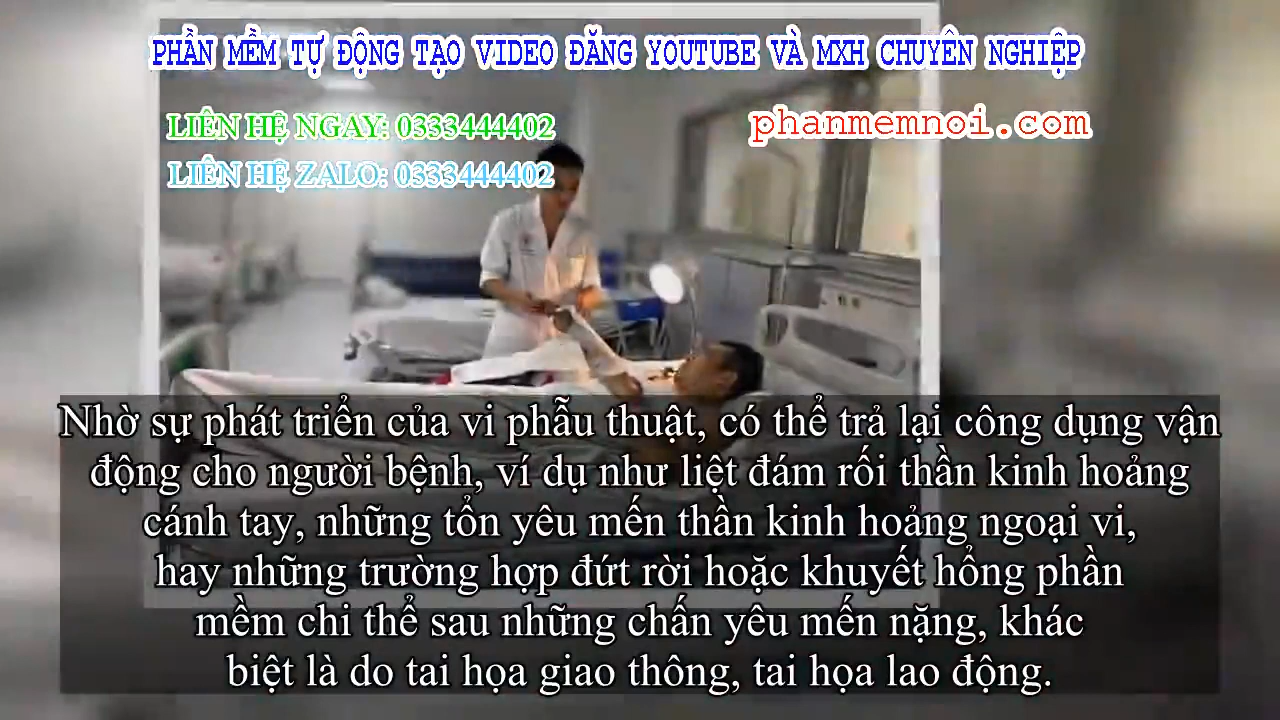 PHẦN MỀM TỰ ĐỘNG TẠO VIDEO ĐĂNG YOUTUBE VÀ MXH CHUYÊN NGHIỆP
LIÊN HỆ NGAY: 0333444402
phanmemnoi.com
LIÊN HỆ ZALO: 0333444402
Nhờ sự phát triển của vi phẫu thuật, có thể trả lại công dụng vận
động cho người bệnh, ví dụ như liệt đám rối thần kinh hoảng
cánh tay, những tổn yêu mến thần kinh hoảng ngoại vi,
hay những trường hợp đứt rời hoặc khuyết hổng phần
mềm chi thể sau những chấn yêu mến nặng, khác
biệt là do tai họa giao thông, tai họa lao động.